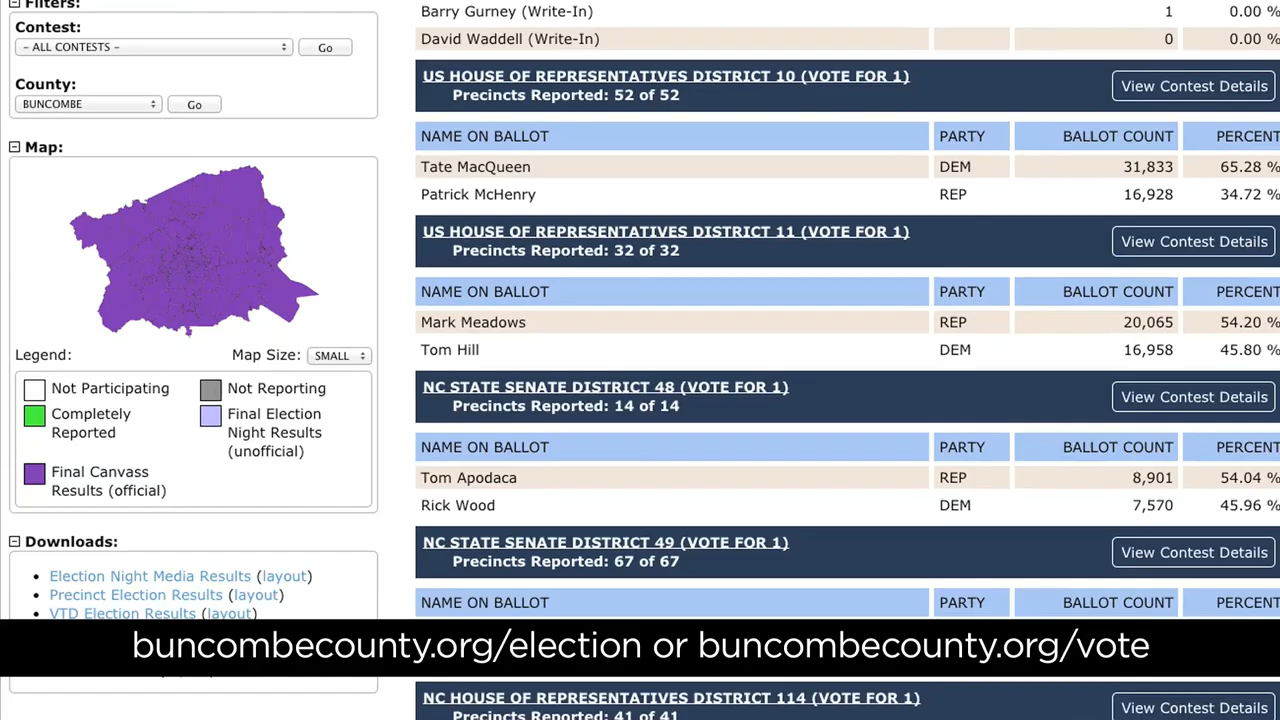 Filters:
Contest:
– ALL CONTESTS –
Go
County:
BUNCOMBE
Go
Map:
Legend:
Map Size: SMALL
Not Participating
Not Reporting
Completely Reported
Final Election Night Results (unofficial)
Final Canvass Results (official)
Downloads:
Election Night Media Results (layout)
Precinct Election Results (layout)
VTD Election Results (layout)
Barry Gurney (Write-In) 1 0.00 %
David Waddell (Write-In) 0 0.00 %
US HOUSE OF REPRESENTATIVES DISTRICT 10 (VOTE FOR 1)
Precincts Reported: 52 of 52
View Contest Details
NAME ON BALLOT PARTY BALLOT COUNT PERCENT
Tate MacQueen DEM 31,833 65.28 %
Patrick McHenry REP 16,928 34.72 %
US HOUSE OF REPRESENTATIVES DISTRICT 11 (VOTE FOR 1)
Precincts Reported: 32 of 32
View Contest Details
NAME ON BALLOT PARTY BALLOT COUNT PERCENT
Mark Meadows REP 20,065 54.20 %
Tom Hill DEM 16,958 45.80 %
NC STATE SENATE DISTRICT 48 (VOTE FOR 1)
Precincts Reported: 14 of 14
View Contest Details
NAME ON BALLOT PARTY BALLOT COUNT PERCENT
Tom Apodaca REP 8,901 54.04 %
Rick Wood DEM 7,570 45.96 %
NC STATE SENATE DISTRICT 49 (VOTE FOR 1)
Precincts Reported: 67 of 67
View Contest Details
NAME ON BALLOT PARTY BALLOT COUNT PERCENT
buncombecounty.org/election or buncombecounty.org/vote
NC HOUSE OF REPRESENTATIVES DISTRICT 114 (VOTE FOR 1)
Precincts Reported: 41 of 41
View Contest Details